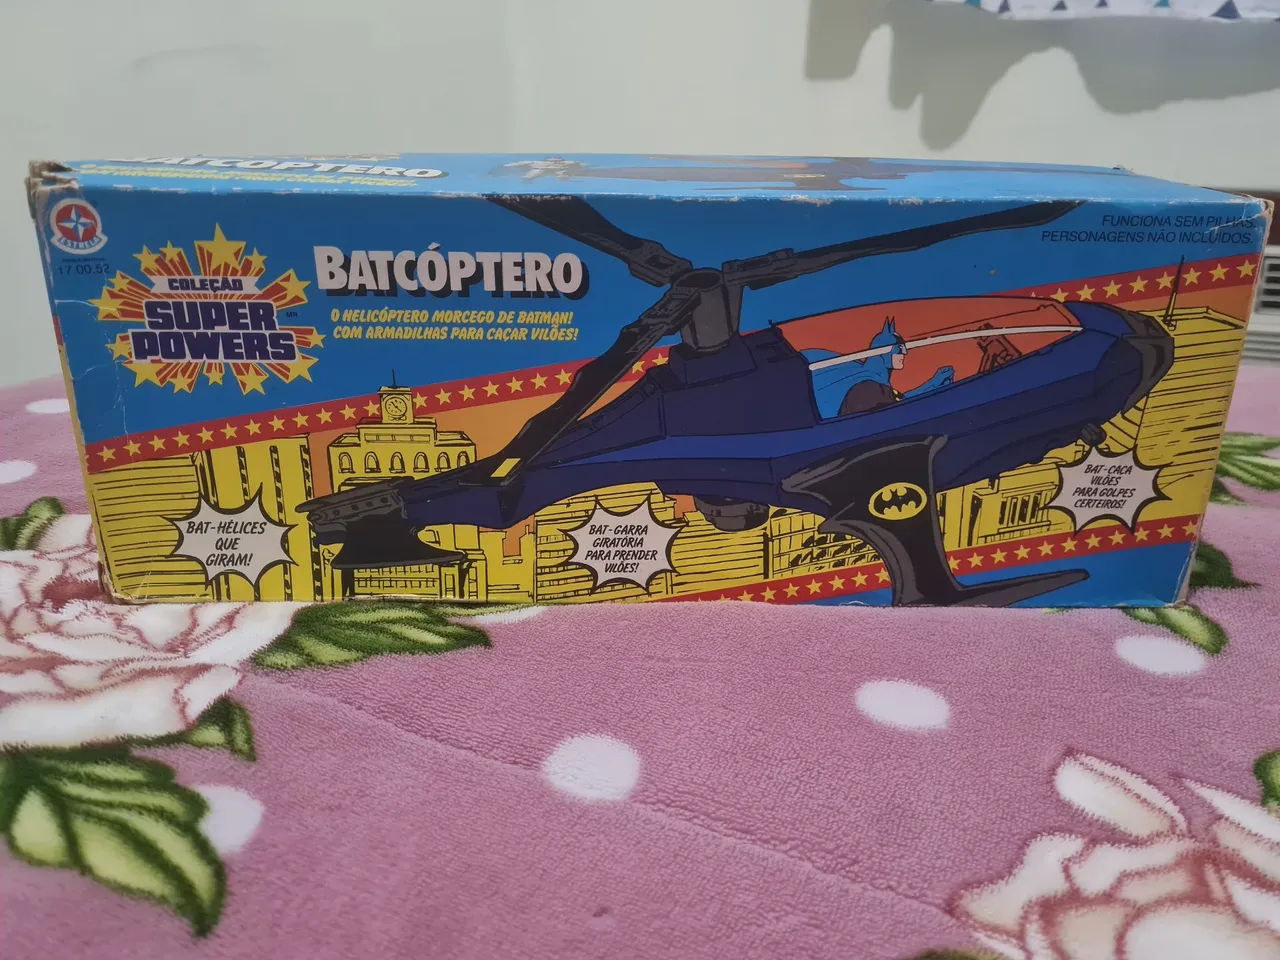 BATCÓPTERO
ESTRELA
17.00.52
COLEÇÃO
SUPER
POWERS
MR
BATCÓPTERO
O HELICÓPTERO MORCEGO DE BATMAN!
COM ARMADILHAS PARA CAÇAR VILÕES!
FUNCIONA SEM PILHAS.
PERSONAGENS NÃO INCLUÍDOS.
BAT-HÉLICES
QUE
GIRAM!
BAT-GARRA
GIRATÓRIA
PARA PRENDER
VILÕES!
BAT-CAÇA
VILÕES
PARA GOLPES
CERTEIROS!